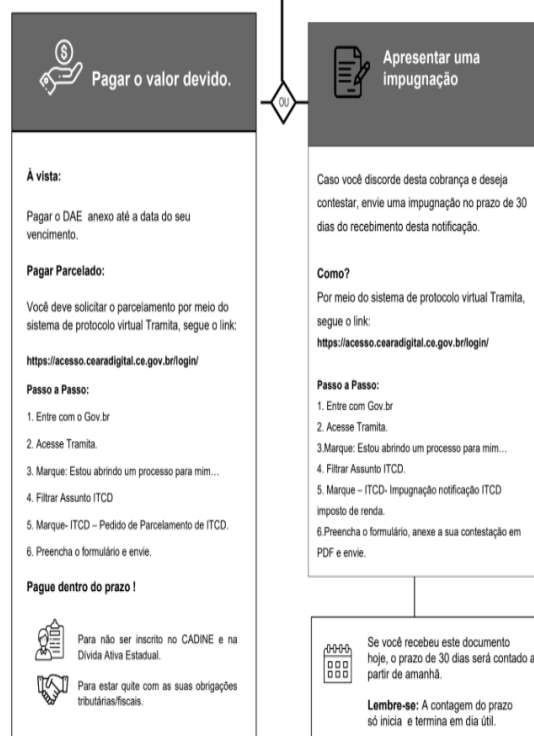 Pagar o valor devido.
À vista:
Pagar o DAE anexo até a data do seu
vencimento.
Pagar Parcelado:
Você deve solicitar o parcelamento por meio do
sistema de protocolo virtual Tramita, segue o link:
https://acesso.cearadigital.ce.gov.br/login/
Passo a Passo:
1. Entre com o Gov.br
2. Acesse Tramita.
3. Marque: Estou abrindo um processo para mim…
4. Filtrar Assunto ITCD
5. Marque- ITCD – Pedido de Parcelamento de ITCD.
6. Preencha o formulário e envie.
Pague dentro do prazo !
Para não ser inscrito no CADINE e na
Dívida Ativa Estadual.
Para estar quite com as suas obrigações
tributárias/fiscais.
OU
Apresentar uma
impugnação
Caso você discorde desta cobrança e deseja
contestar, envie uma impugnação no prazo de 30
dias do recebimento desta notificação.
Como?
Por meio do sistema de protocolo virtual Tramita,
segue o link:
https://acesso.cearadigital.ce.gov.br/login/
Passo a Passo:
1. Entre com Gov.br
2. Acesse Tramita.
3.Marque: Estou abrindo um processo para mim…
4. Filtrar Assunto ITCD.
5. Marque – ITCD- Impugnação notificação ITCD
imposto de renda.
6.Preencha o formulário, anexe a sua contestação em
PDF e envie.
Se você recebeu este documento
hoje, o prazo de 30 dias será contado a
partir de amanhã.
Lembre-se: A contagem do prazo
só inicia e termina em dia útil.